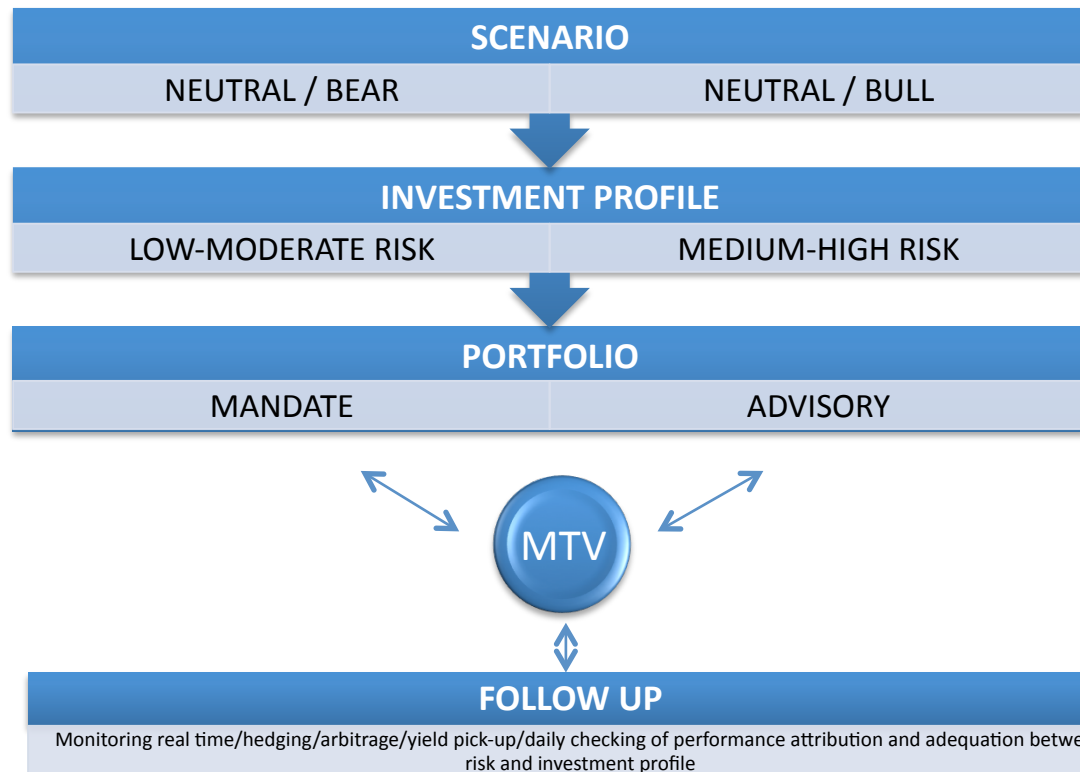 SCENARIO
NEUTRAL / BEAR
NEUTRAL / BULL
INVESTMENT PROFILE
LOW-MODERATE RISK
MEDIUM-HIGH RISK
PORTFOLIO
MANDATE
ADVISORY
MTV
FOLLOW UP
Monitoring real time/hedging/arbitrage/yield pick-up/daily checking of performance attribution and adequation betwe
risk and investment profile